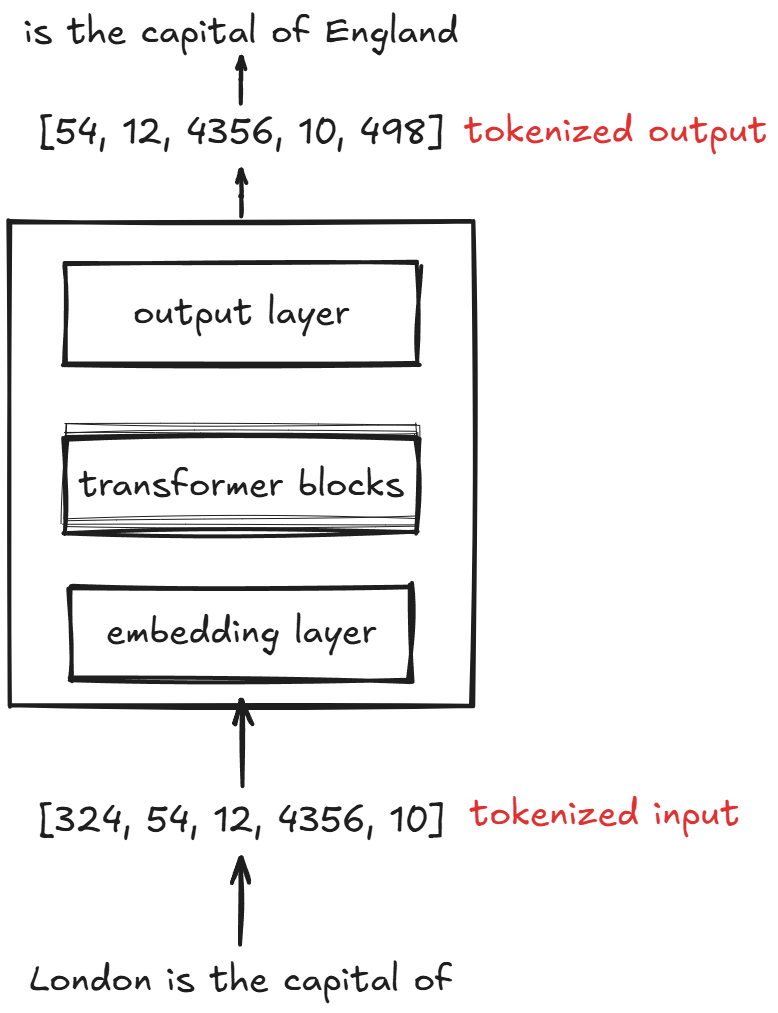 is the capital of England
[54, 12, 4356, 10, 498] tokenized output
output layer
transformer blocks
embedding layer
[324, 54, 12, 4356, 10] tokenized input
London is the capital of